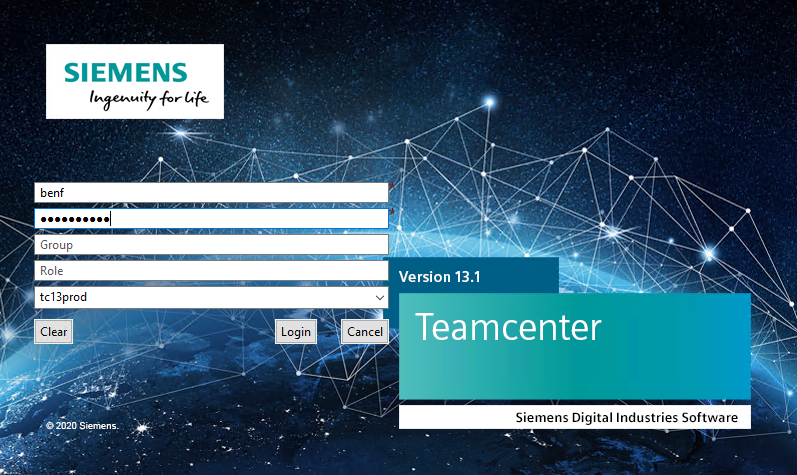 SIEMENS
Ingenuity for life
benf
●●●●●●●●●●
Group
Role
tc13prod
Clear Login Cancel
Version 13.1
Teamcenter
Siemens Digital Industries Software
© 2020 Siemens.